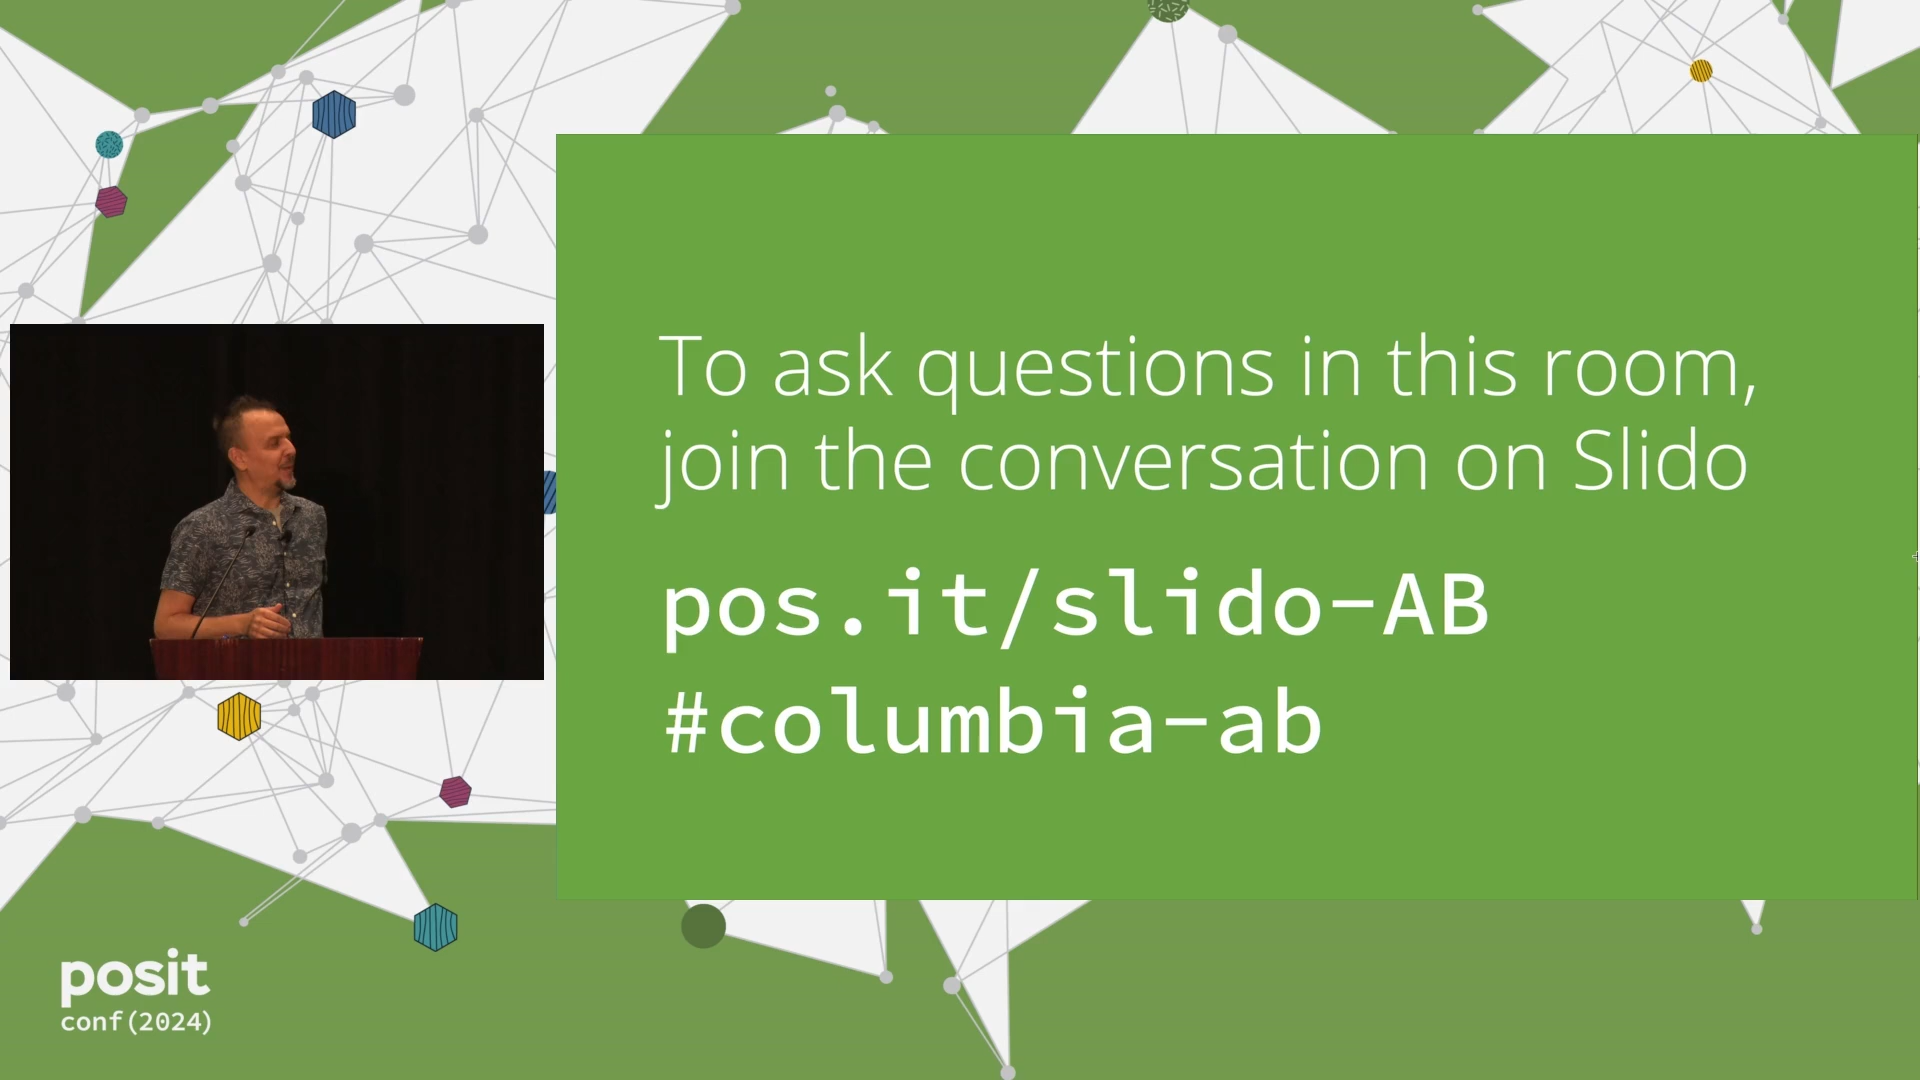 To ask questions in this room,
join the conversation on Slido
pos.it/slido-AB
#columbia-ab
posit
conf(2024)